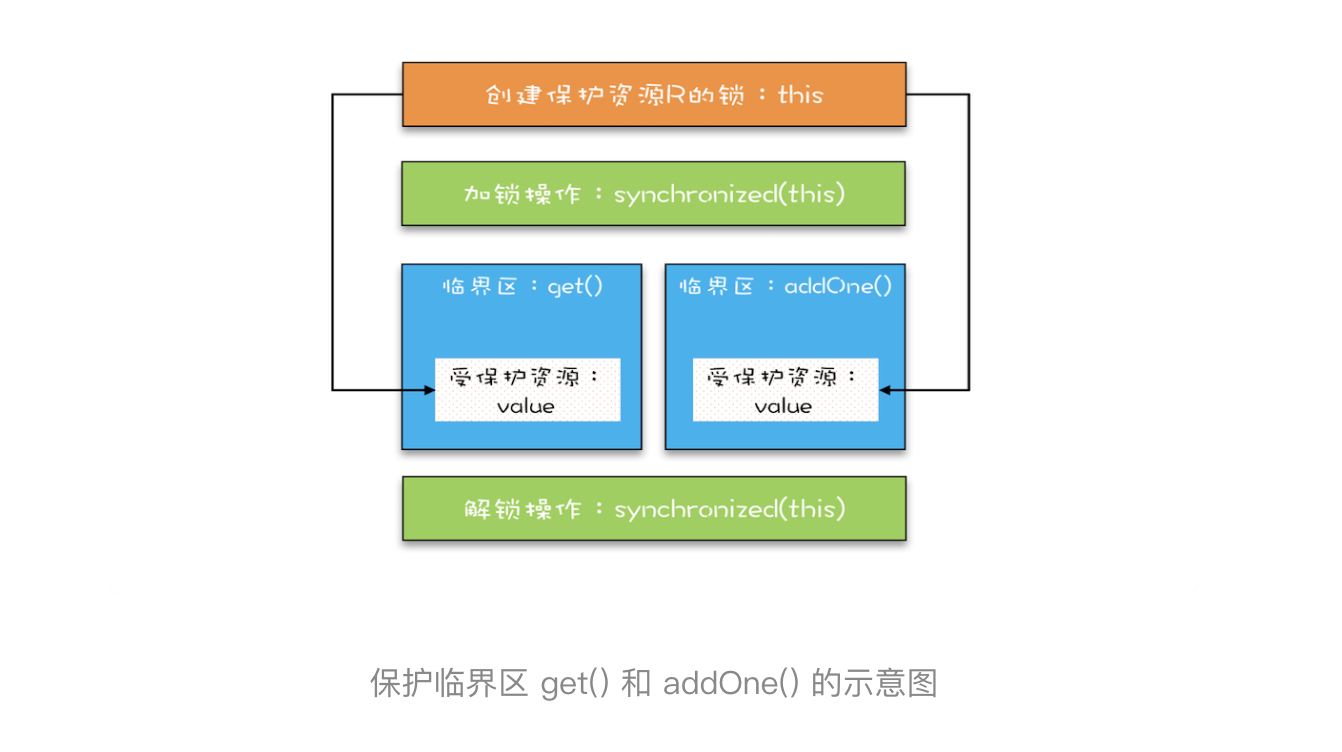 创建保护资源R的锁：this
加锁操作：synchronized(this)
临界区：get()
受保护资源：
value
临界区：addOne()
受保护资源：
value
解锁操作：synchronized(this)
保护临界区 get() 和 addOne() 的示意图